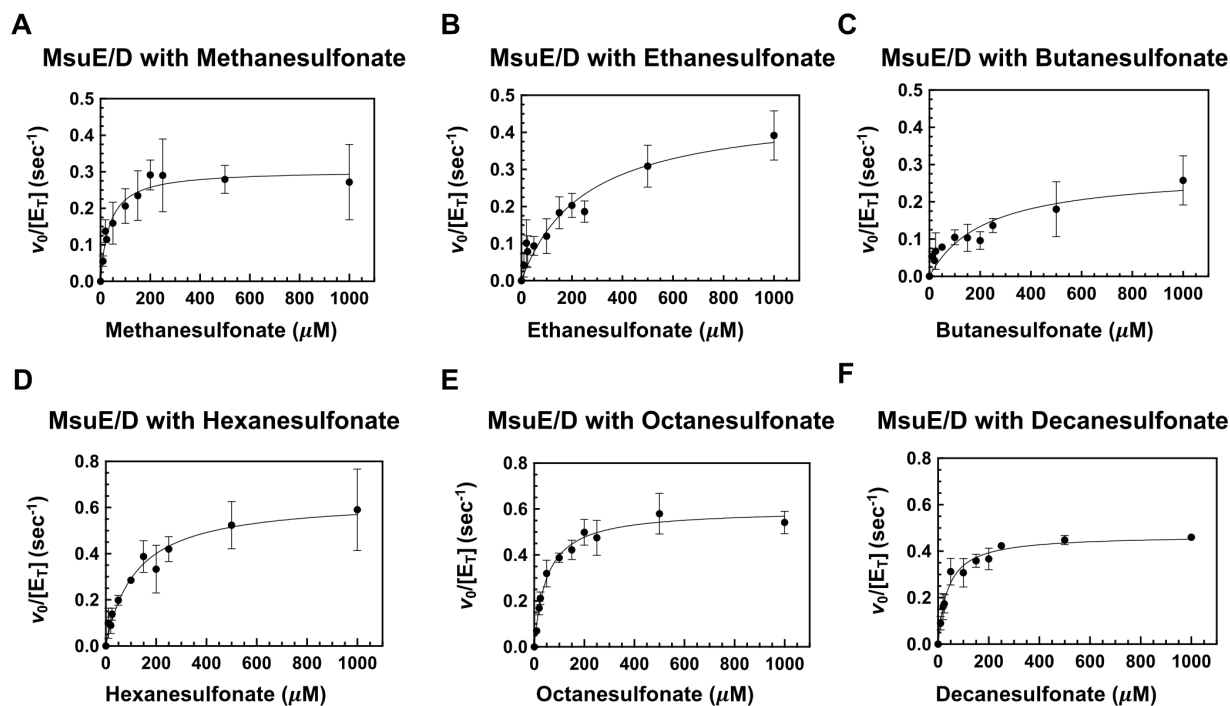 A
MsuE/D with Methanesulfonate
v₀/[E_T] (sec⁻¹)
0.5
0.4
0.3
0.2
0.1
0.0
0 200 400 600 800 1000
Methanesulfonate (μM)
B
MsuE/D with Ethanesulfonate
v₀/[E_T] (sec⁻¹)
0.5
0.4
0.3
0.2
0.1
0.0
0 200 400 600 800 1000
Ethanesulfonate (μM)
C
MsuE/D with Butanesulfonate
v₀/[E_T] (sec⁻¹)
0.5
0.4
0.3
0.2
0.1
0.0
0 200 400 600 800 1000
Butanesulfonate (μM)
D
MsuE/D with Hexanesulfonate
v₀/[E_T] (sec⁻¹)
0.8
0.6
0.4
0.2
0.0
0 200 400 600 800 1000
Hexanesulfonate (μM)
E
MsuE/D with Octanesulfonate
v₀/[E_T] (sec⁻¹)
0.8
0.6
0.4
0.2
0.0
0 200 400 600 800 1000
Octanesulfonate (μM)
F
MsuE/D with Decanesulfonate
v₀/[E_T] (sec⁻¹)
0.8
0.6
0.4
0.2
0.0
0 200 400 600 800 1000
Decanesulfonate (μM)